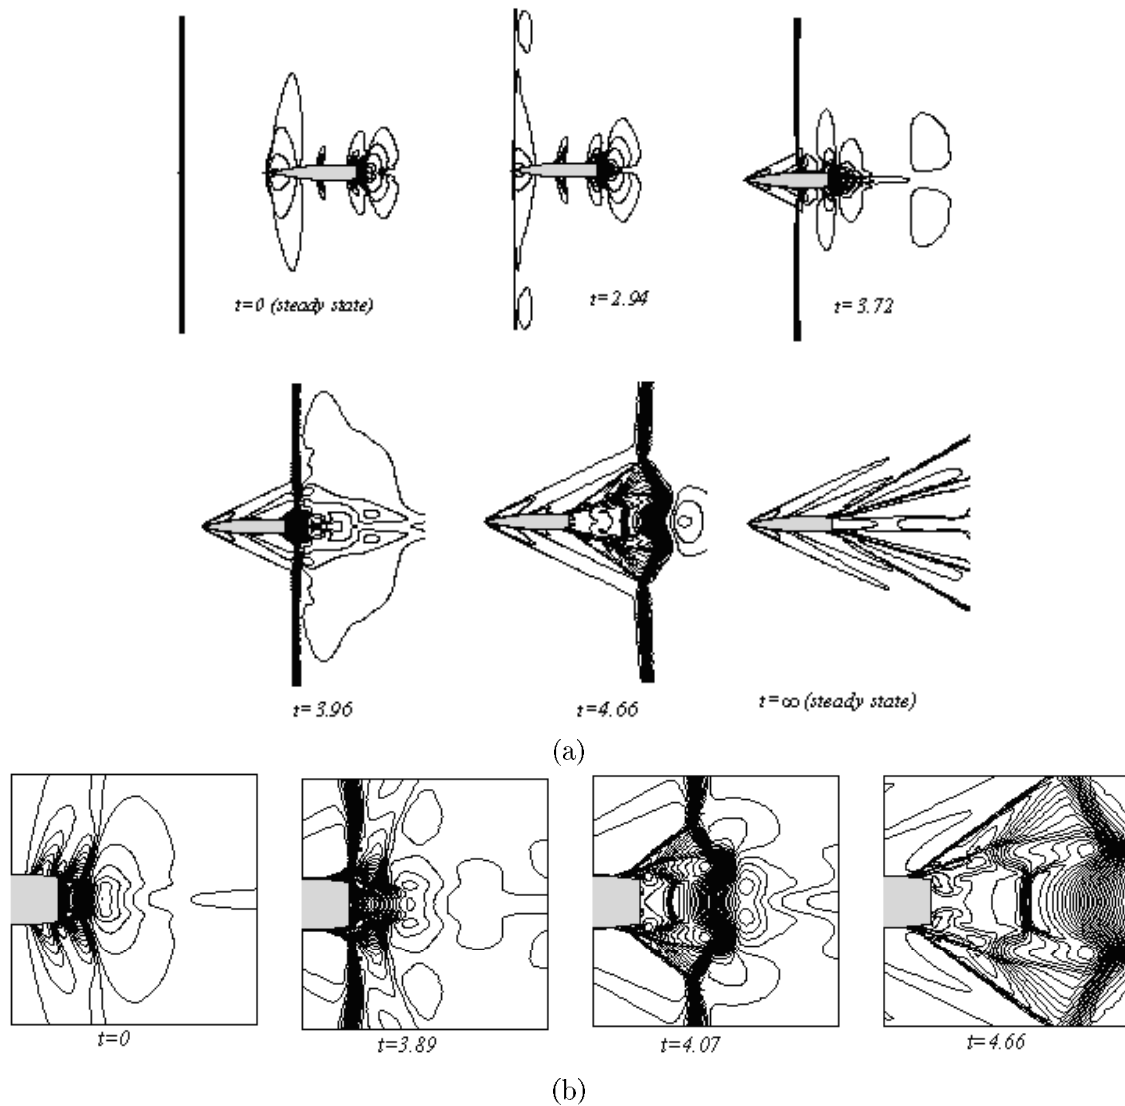 t=0 (steady state)
t=2.94
t=3.72
t=3.96
t=4.66
t=∞ (steady state)
(a)
t=0
t=3.89
t=4.07
t=4.66
(b)